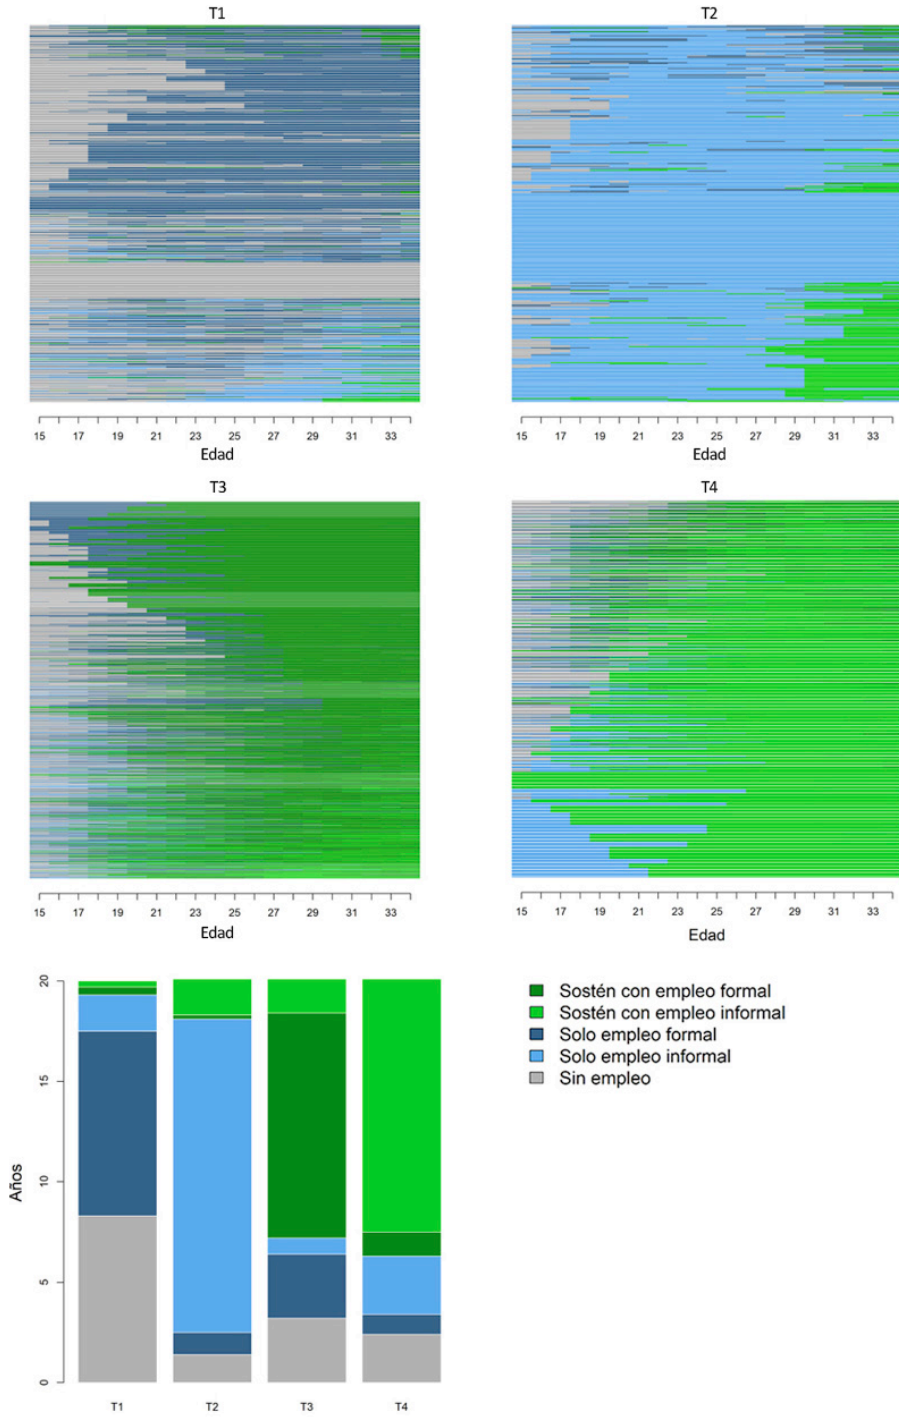 T1
T2
15 17 19 21 23 25 27 29 31 33
Edad
15 17 19 21 23 25 27 29 31 33
Edad
T3
T4
15 17 19 21 23 25 27 29 31 33
Edad
15 17 19 21 23 25 27 29 31 33
Edad
Años
20
15
10
5
0
T1 T2 T3 T4
Sostén con empleo formal
Sostén con empleo informal
Solo empleo formal
Solo empleo informal
Sin empleo